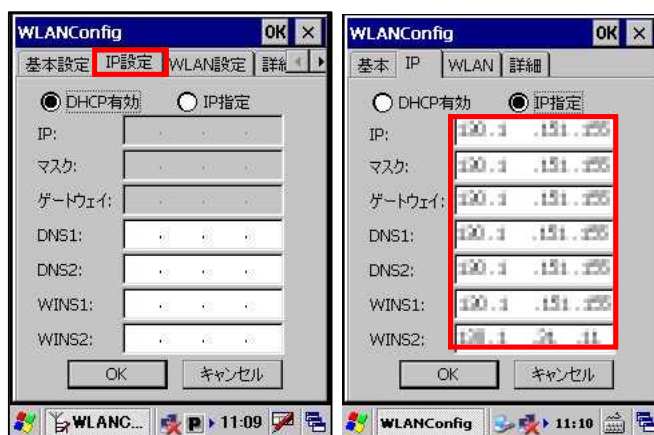 WLANConfig OK ×
基本設定 IP設定 WLAN設定
DHCP有効 IP指定
IP:
マスク:
ゲートウェイ:
DNS1:
DNS2:
WINS1:
WINS2:
OK キャンセル
WLANC... P 11:09
WLANConfig OK ×
基本 IP WLAN 詳細
DHCP有効 IP指定
IP:
マスク:
ゲートウェイ:
DNS1:
DNS2:
WINS1:
WINS2:
OK キャンセル
WLANConfig 11:10